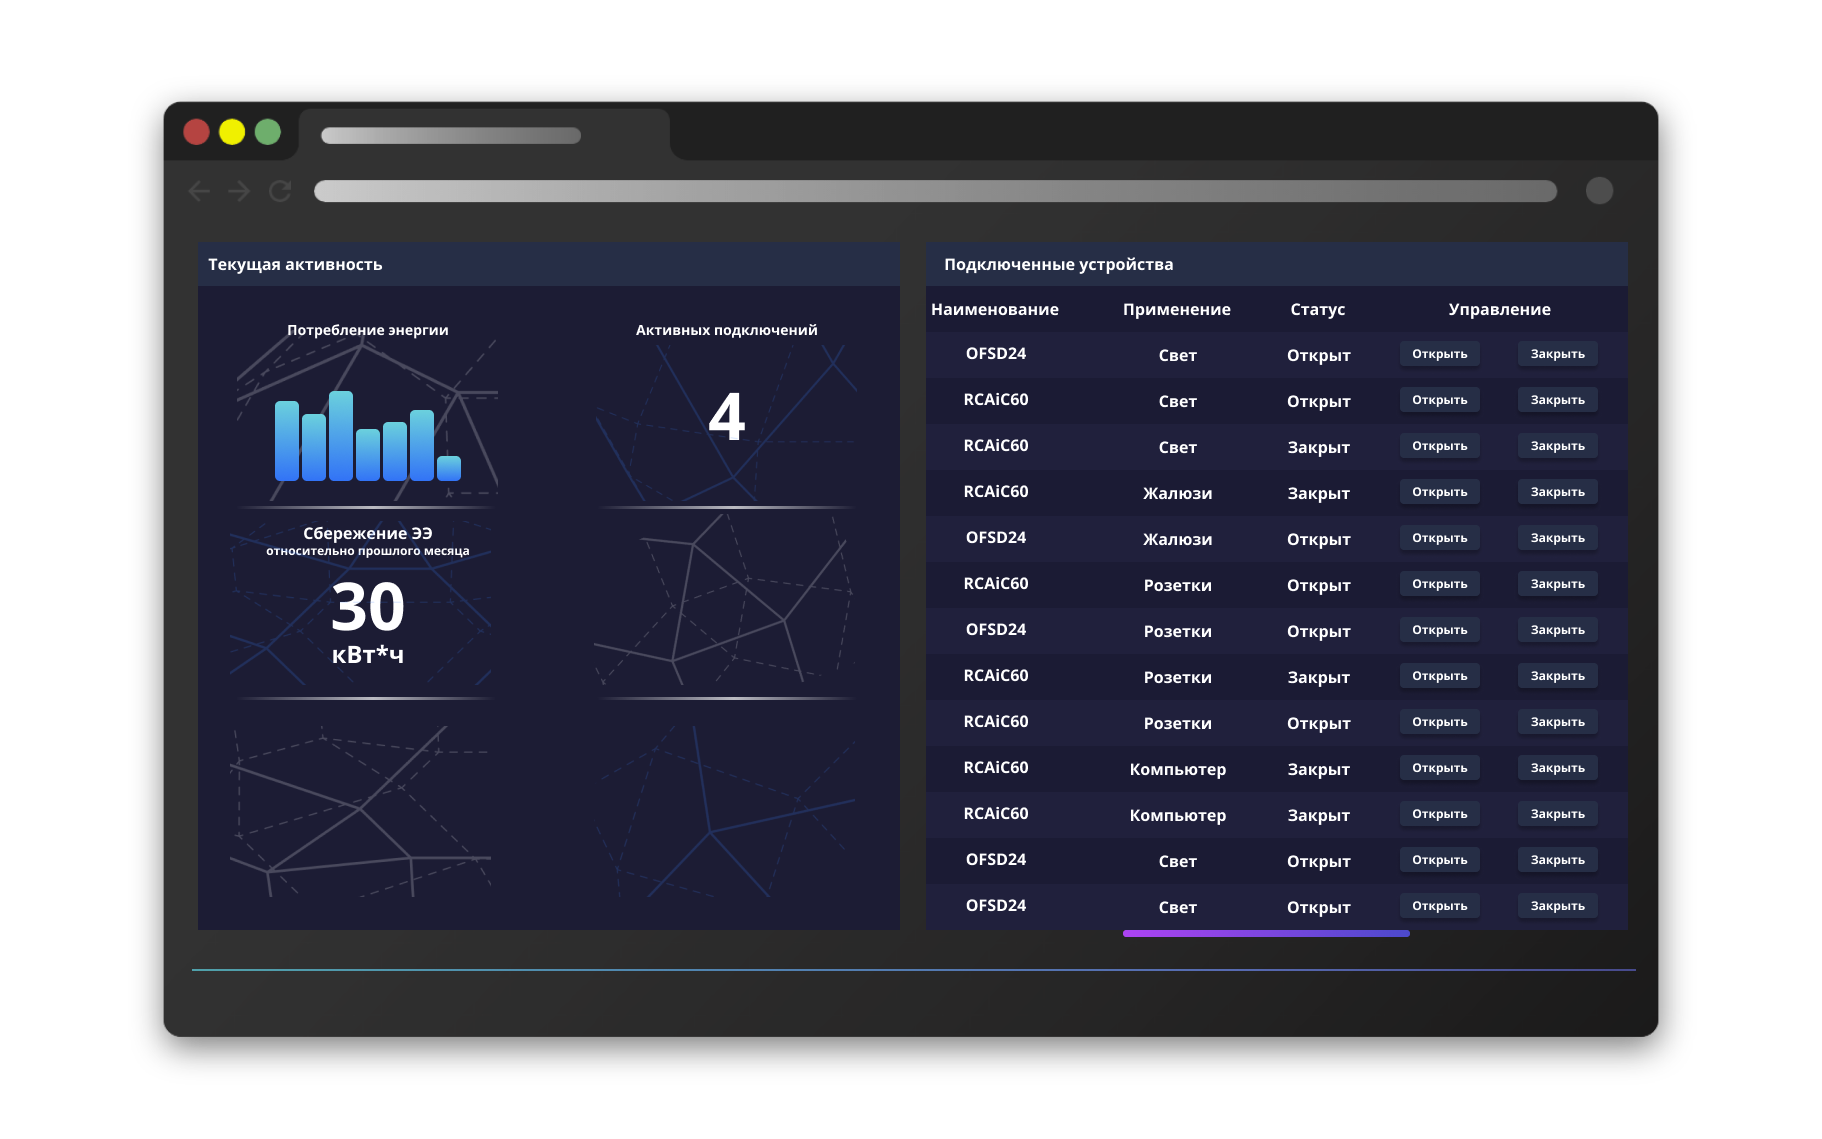 Текущая активность
Потребление энергии
Активных подключений
4
Сбережение ЭЭ
относительно прошлого месяца
30
кВт*ч
Подключенные устройства
Наименование Применение Статус Управление
OFSD24 Свет Открыт Открыть Закрыть
RCAiC60 Свет Открыт Открыть Закрыть
RCAiC60 Свет Закрыт Открыть Закрыть
RCAiC60 Жалюзи Закрыт Открыть Закрыть
OFSD24 Жалюзи Открыт Открыть Закрыть
RCAiC60 Розетки Открыт Открыть Закрыть
OFSD24 Розетки Открыт Открыть Закрыть
RCAiC60 Розетки Закрыт Открыть Закрыть
RCAiC60 Розетки Открыт Открыть Закрыть
RCAiC60 Компьютер Закрыт Открыть Закрыть
RCAiC60 Компьютер Закрыт Открыть Закрыть
OFSD24 Свет Открыт Открыть Закрыть
OFSD24 Свет Открыт Открыть Закрыть